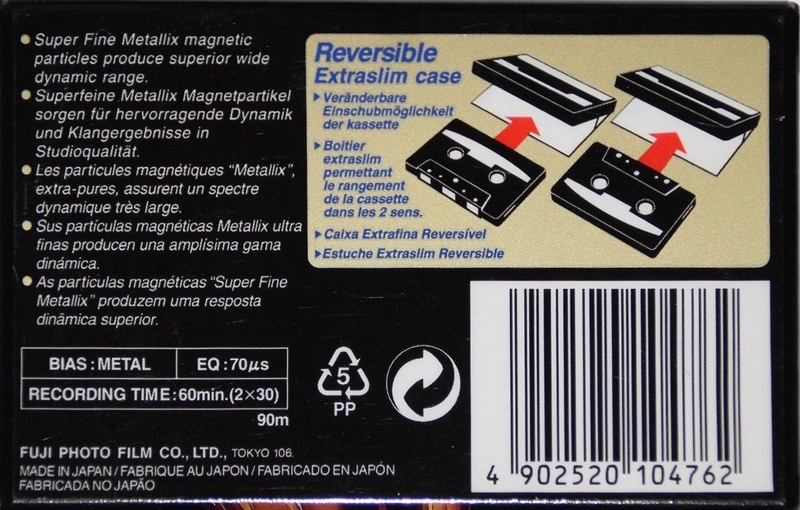 Super Fine Metallix magnetic
particles produce superior wide
dynamic range.
Superfeine Metallix Magnetpartikel
sorgen für hervorragende Dynamik
und Klangergebnisse in
Studioqualität.
Les particules magnétiques "Metallix",
extra-pures, assurent un spectre
dynamique très large.
Sus partículas magnéticas Metallix ultra
finas producen una amplísima gama
dinámica.
As particulas magnéticas "Super Fine
Metallix" produzem uma resposta
dinâmica superior.
Reversible
Extraslim case
Veränderbare
Einschubmöglichkeit
der kassette
Boitier
extraslim
permettant
le rangement
de la cassette
dans les 2 sens.
Caixa Extrafina Reversível
Estuche Extraslim Reversible
BIAS : METAL
EQ : 70µs
RECORDING TIME : 60min. (2×30)
90m
5
PP
FUJI PHOTO FILM CO., LTD., TOKYO 106.
MADE IN JAPAN / FABRIQUE AU JAPON / FABRICADO EN JAPÓN
FABRICADA NO JAPÃO
4 902520 104762